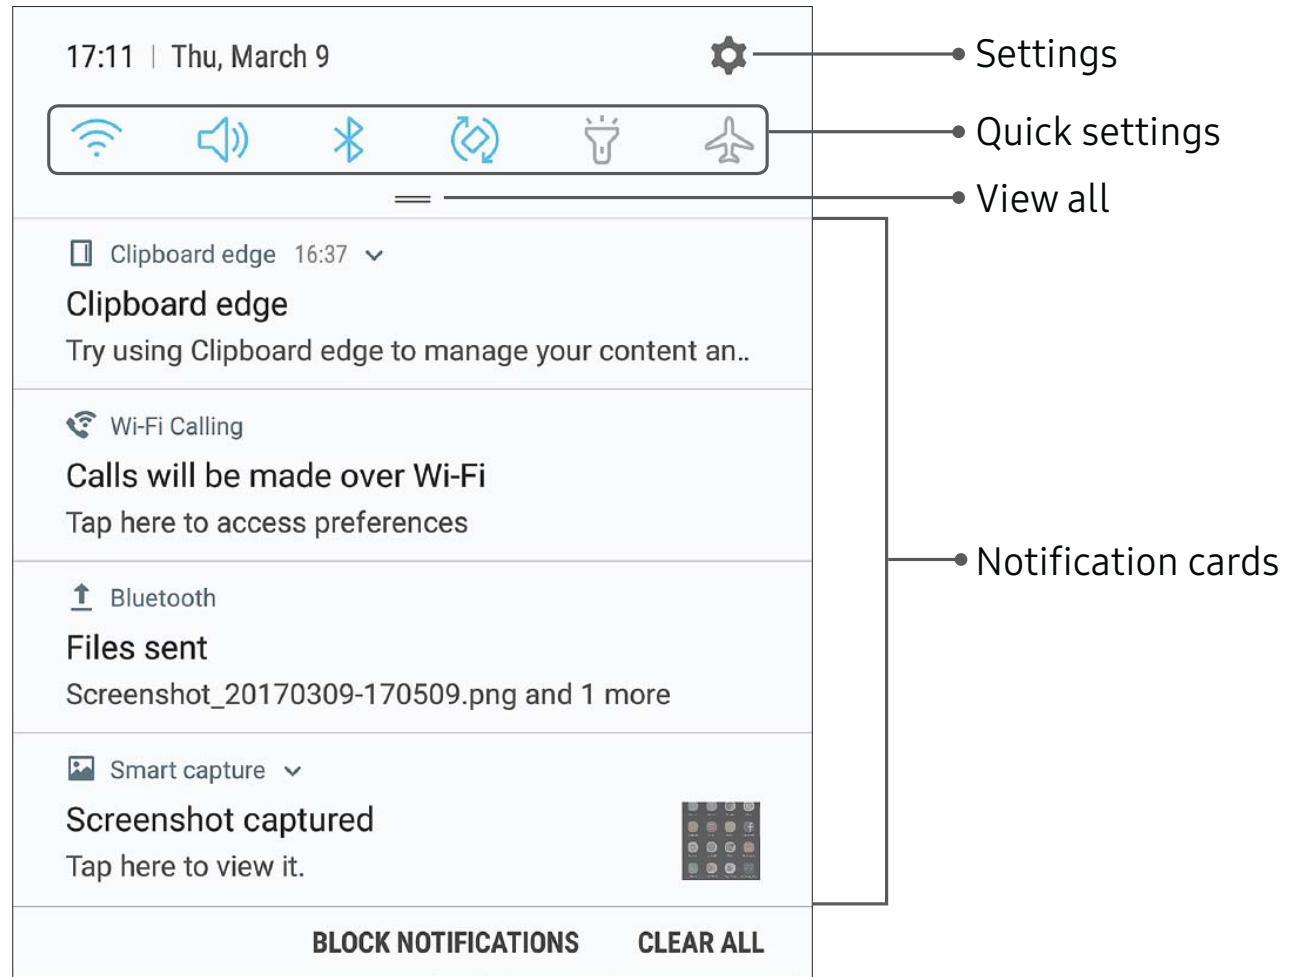 17:11 | Thu, March 9
Settings
Quick settings
View all
Clipboard edge 16:37
Clipboard edge
Try using Clipboard edge to manage your content an..
Wi-Fi Calling
Calls will be made over Wi-Fi
Tap here to access preferences
Notification cards
Bluetooth
Files sent
Screenshot_20170309-170509.png and 1 more
Smart capture
Screenshot captured
Tap here to view it.
BLOCK NOTIFICATIONS CLEAR ALL